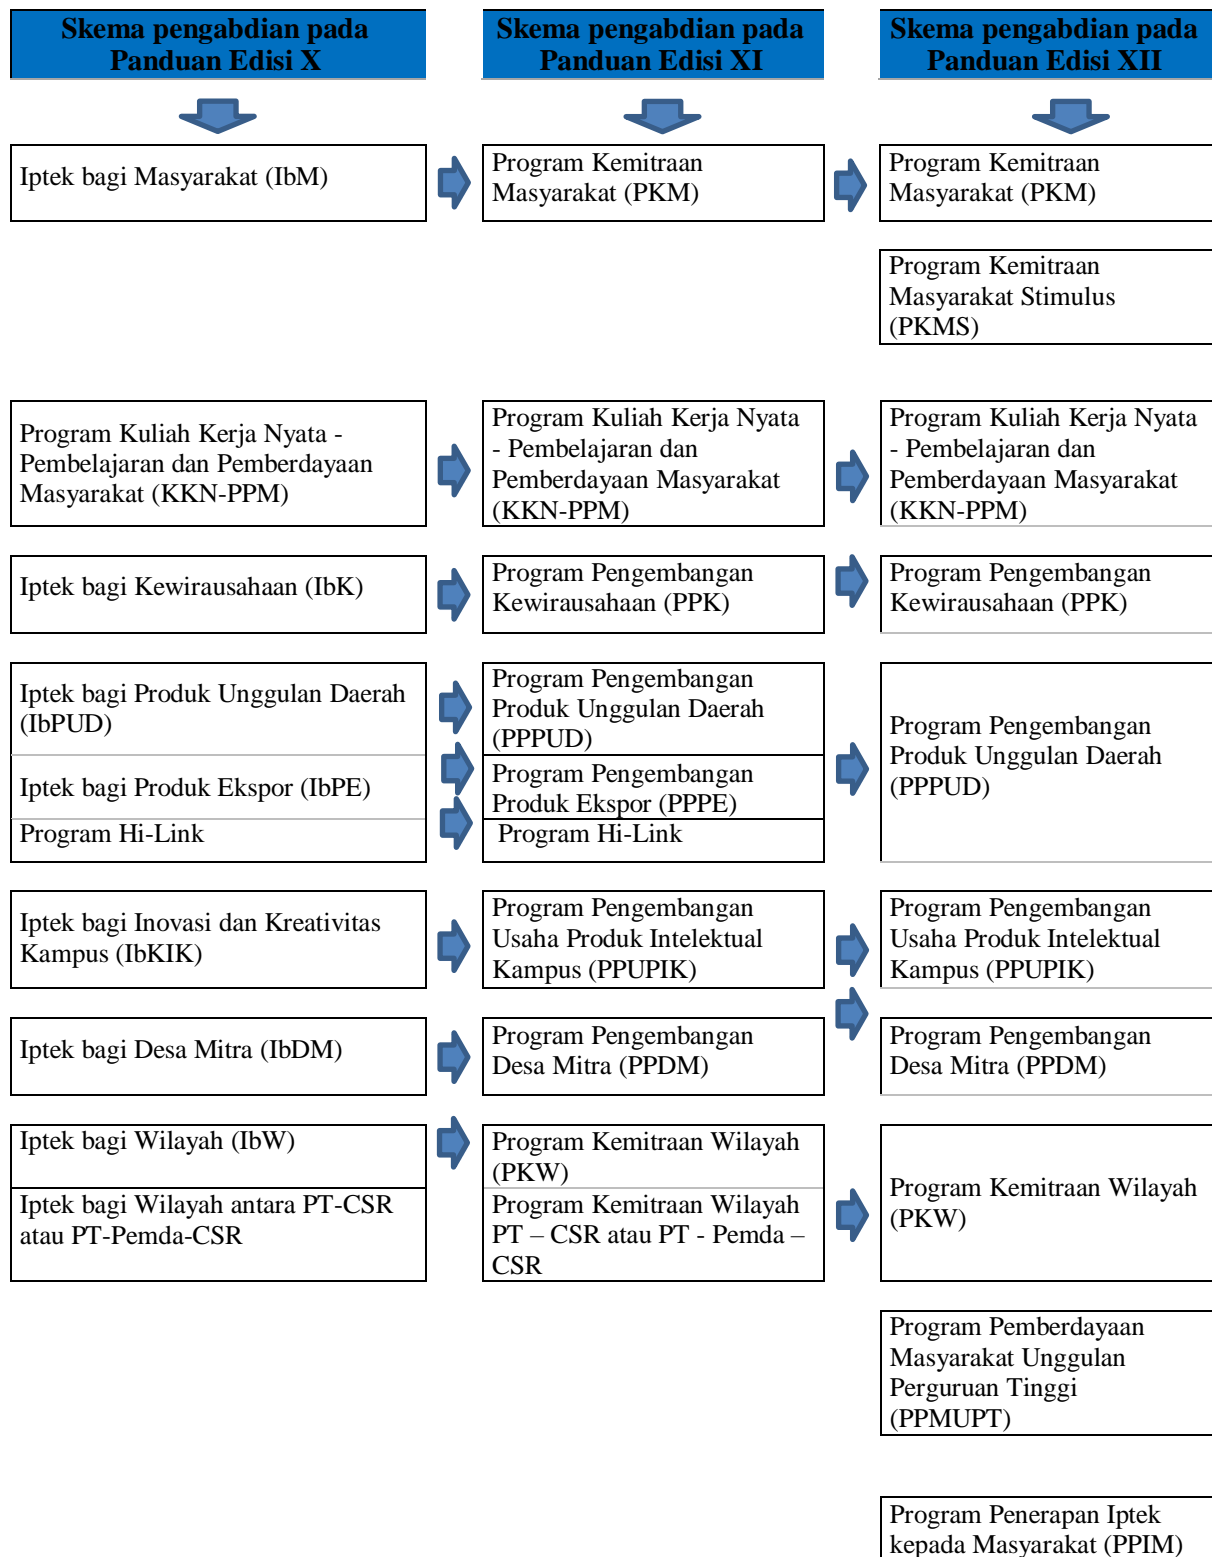 Skema pengabdian pada
Panduan Edisi X
Skema pengabdian pada
Panduan Edisi XI
Skema pengabdian pada
Panduan Edisi XII
Iptek bagi Masyarakat (IbM)
Program Kemitraan
Masyarakat (PKM)
Program Kemitraan
Masyarakat (PKM)
Program Kemitraan
Masyarakat Stimulus
(PKMS)
Program Kuliah Kerja Nyata -
Pembelajaran dan Pemberdayaan
Masyarakat (KKN-PPM)
Program Kuliah Kerja Nyata
- Pembelajaran dan
Pemberdayaan Masyarakat
(KKN-PPM)
Program Kuliah Kerja Nyata
- Pembelajaran dan
Pemberdayaan Masyarakat
(KKN-PPM)
Iptek bagi Kewirausahaan (IbK)
Program Pengembangan
Kewirausahaan (PPK)
Program Pengembangan
Kewirausahaan (PPK)
Iptek bagi Produk Unggulan Daerah
(IbPUD)
Program Pengembangan
Produk Unggulan Daerah
(PPPUD)
Program Pengembangan
Produk Unggulan Daerah
(PPPUD)
Iptek bagi Produk Ekspor (IbPE)
Program Pengembangan
Produk Ekspor (PPPE)
Program Hi-Link
Program Hi-Link
Iptek bagi Inovasi dan Kreativitas
Kampus (IbKIK)
Program Pengembangan
Usaha Produk Intelektual
Kampus (PPUPIK)
Program Pengembangan
Usaha Produk Intelektual
Kampus (PPUPIK)
Iptek bagi Desa Mitra (IbDM)
Program Pengembangan
Desa Mitra (PPDM)
Program Pengembangan
Desa Mitra (PPDM)
Iptek bagi Wilayah (IbW)
Program Kemitraan Wilayah
(PKW)
Program Kemitraan Wilayah
(PKW)
Iptek bagi Wilayah antara PT-CSR
atau PT-Pemda-CSR
Program Kemitraan Wilayah
PT – CSR atau PT - Pemda –
CSR
Program Pemberdayaan
Masyarakat Unggulan
Perguruan Tinggi
(PPMUPT)
Program Penerapan Iptek
kepada Masyarakat (PPIM)